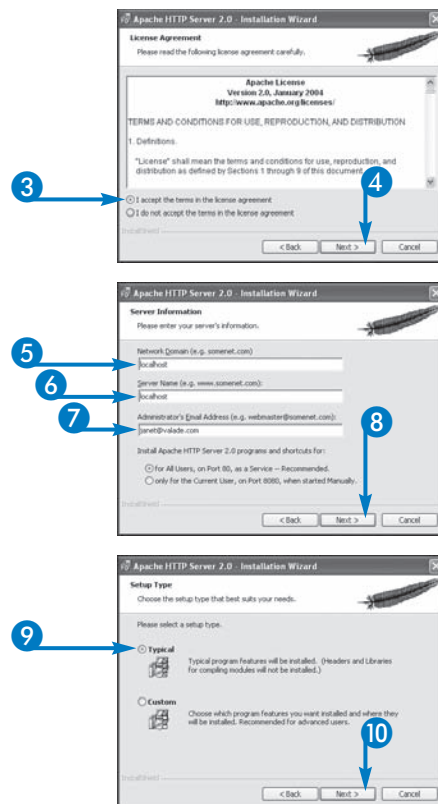 Apache HTTP Server 2.0 - Installation Wizard
License Agreement
Please read the following license agreement carefully.
Apache License
Version 2.0, January 2004
http://www.apache.org/licenses/
TERMS AND CONDITIONS FOR USE, REPRODUCTION, AND DISTRIBUTION
1. Definitions.
"License" shall mean the terms and conditions for use, reproduction, and
distribution as defined by Sections 1 through 9 of this document.
3
4
I accept the terms in the license agreement
I do not accept the terms in the license agreement
InstallShield
< Back Next > Cancel
Apache HTTP Server 2.0 - Installation Wizard
Server Information
Please enter your server's information.
Network Domain (e.g. somenet.com)
5
localhost
Server Name (e.g. www.somenet.com):
6
localhost
Administrator's Email Address (e.g. webmaster@somenet.com):
7
janet@valade.com
8
Install Apache HTTP Server 2.0 programs and shortcuts for:
for All Users, on Port 80, as a Service -- Recommended.
only for the Current User, on Port 8080, when started Manually.
InstallShield
< Back Next > Cancel
Apache HTTP Server 2.0 - Installation Wizard
Setup Type
Choose the setup type that best suits your needs.
Please select a setup type.
9
Typical
Typical program features will be installed. (Headers and Libraries
for compiling modules will not be installed.)
Custom
Choose which program features you want installed and where they
will be installed. Recommended for advanced users.
10
InstallShield
< Back Next > Cancel